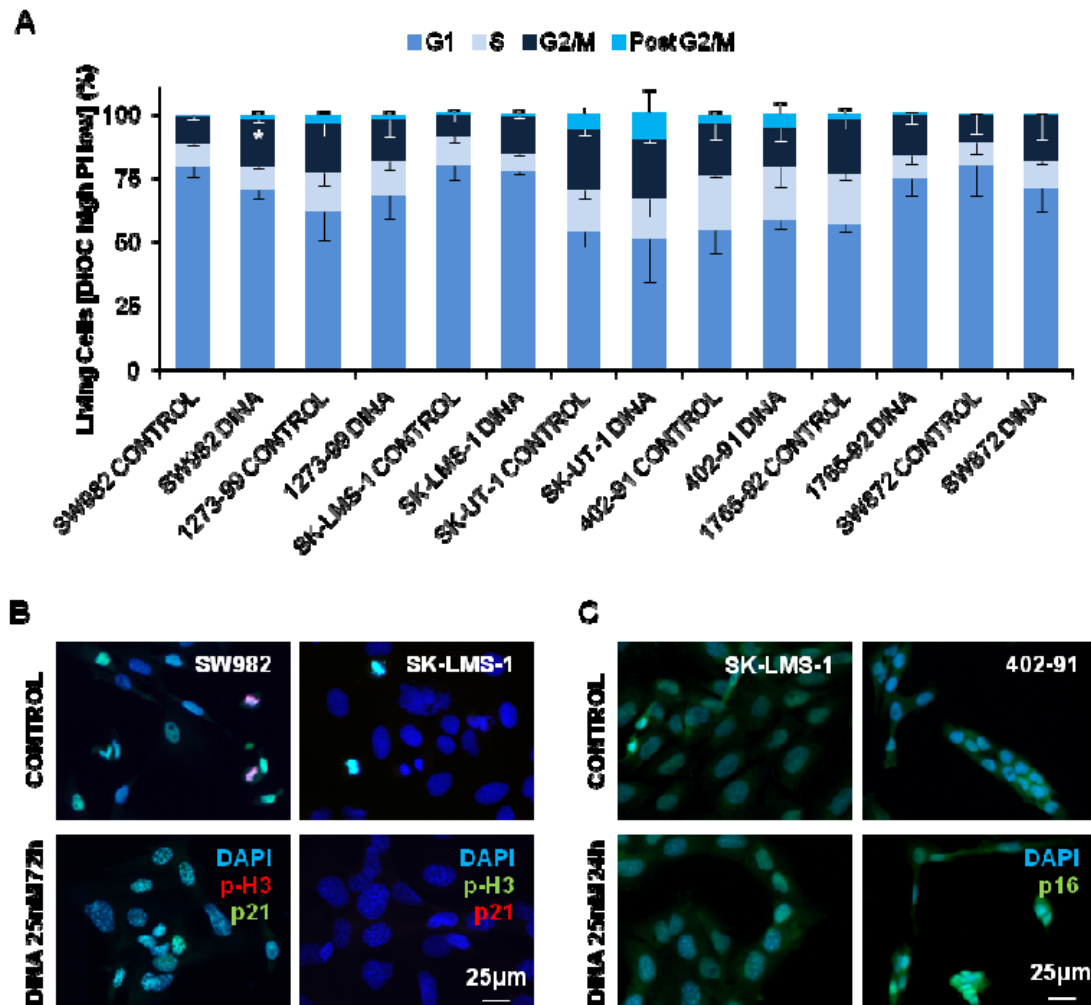 A
G1 S G2/M Post G2/M
Living Cells [DIOC high PI low] (%)
100
75
50
25
0
SW982 CONTROL
SW982 DINA
1273-99 CONTROL
1273-99 DINA
SK-LMS-1 CONTROL
SK-LMS-1 DINA
SK-UT-1 CONTROL
SK-UT-1 DINA
402-91 CONTROL
402-91 DINA
1765-92 CONTROL
1765-92 DINA
SW872 CONTROL
SW872 DINA
*
B
CONTROL
SW982
SK-LMS-1
DINA 25nM 72h
DAPI
p-H3
p21
DAPI
p-H3
p21
25µm
C
CONTROL
SK-LMS-1
402-91
DINA 25nM 24h
DAPI
p16
25µm